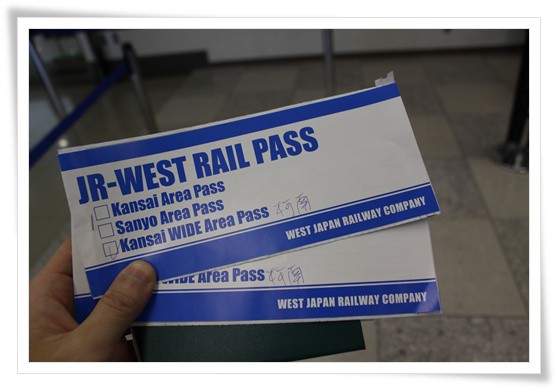 JR-WEST RAIL PASS
Kansai Area Pass
Sanyo Area Pass
Kansai WIDE Area Pass
WEST JAPAN RAILWAY COMPANY
WIDE Area Pass
WEST JAPAN RAILWAY COMPANY